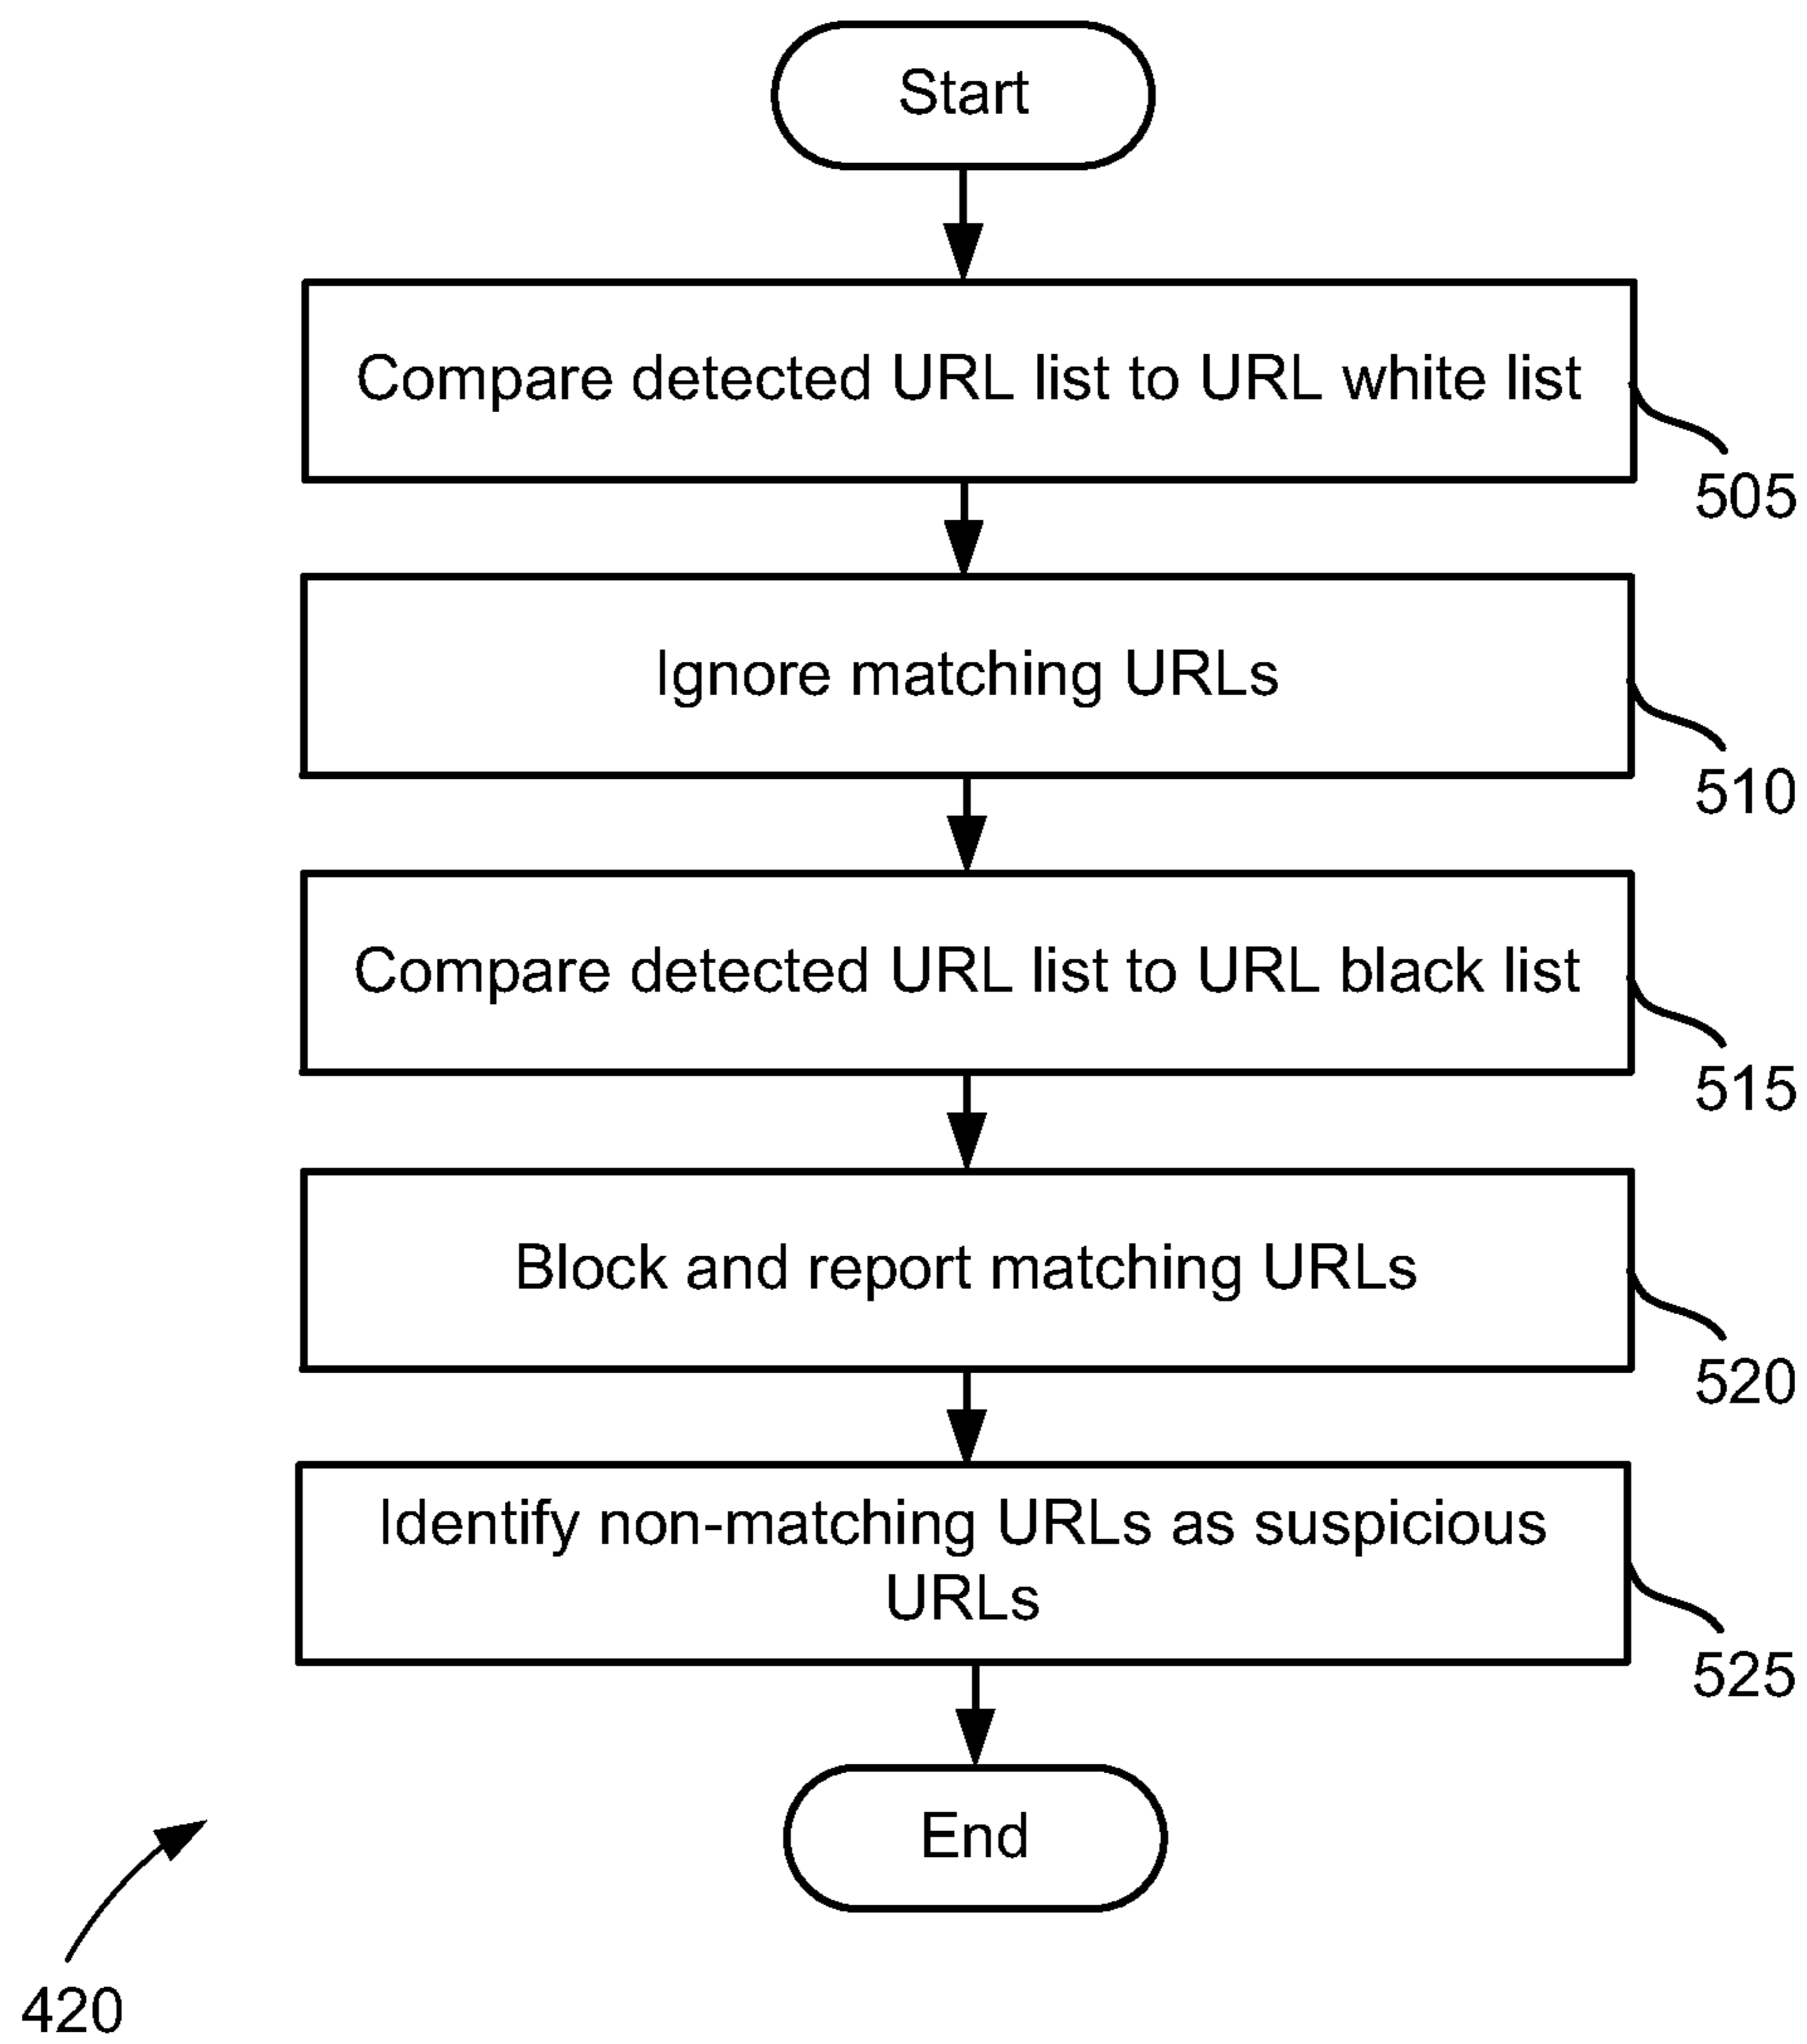 Start
Compare detected URL list to URL white list
505
Ignore matching URLs
510
Compare detected URL list to URL black list
515
Block and report matching URLs
520
Identify non-matching URLs as suspicious
URLs
525
End
420